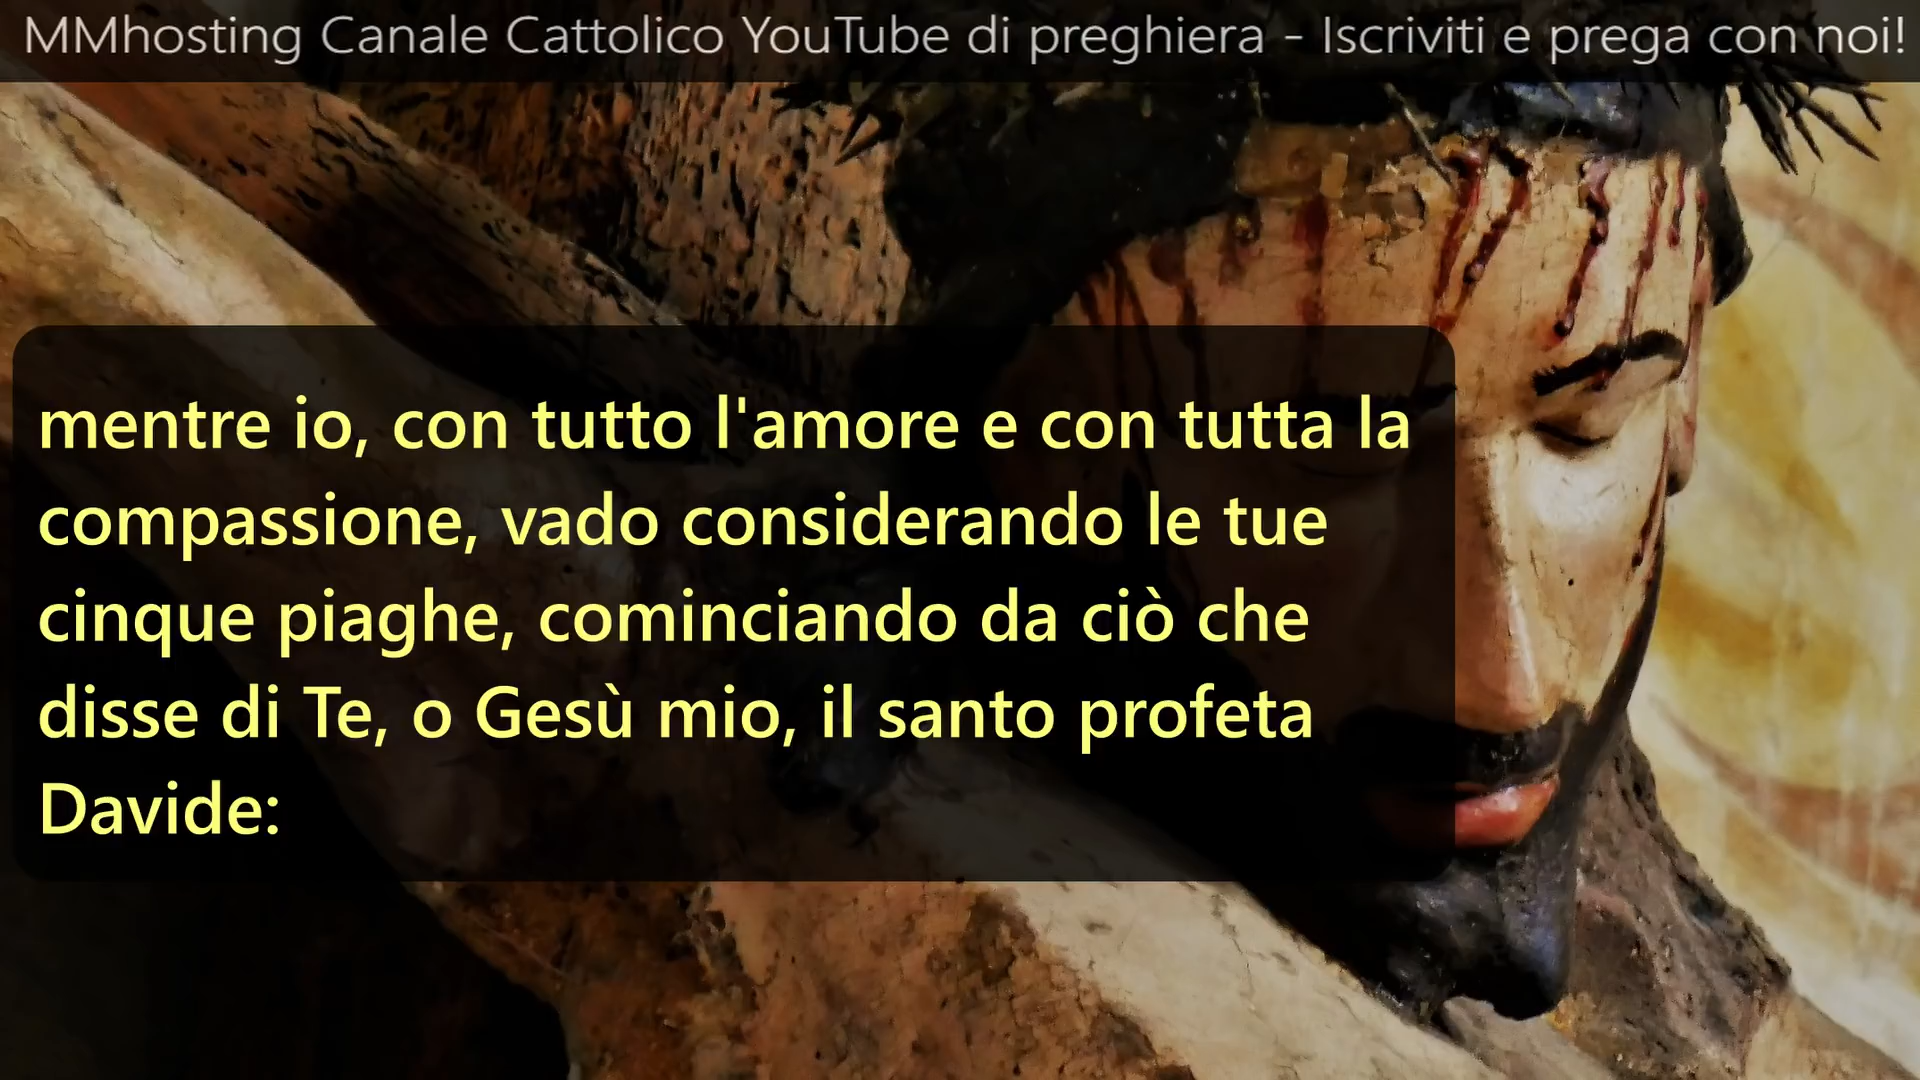 MMhosting Canale Cattolico YouTube di preghiera - Iscriviti e prega con noi!
mentre io, con tutto l'amore e con tutta la
compassione, vado considerando le tue
cinque piaghe, cominciando da ciò che
disse di Te, o Gesù mio, il santo profeta
Davide: